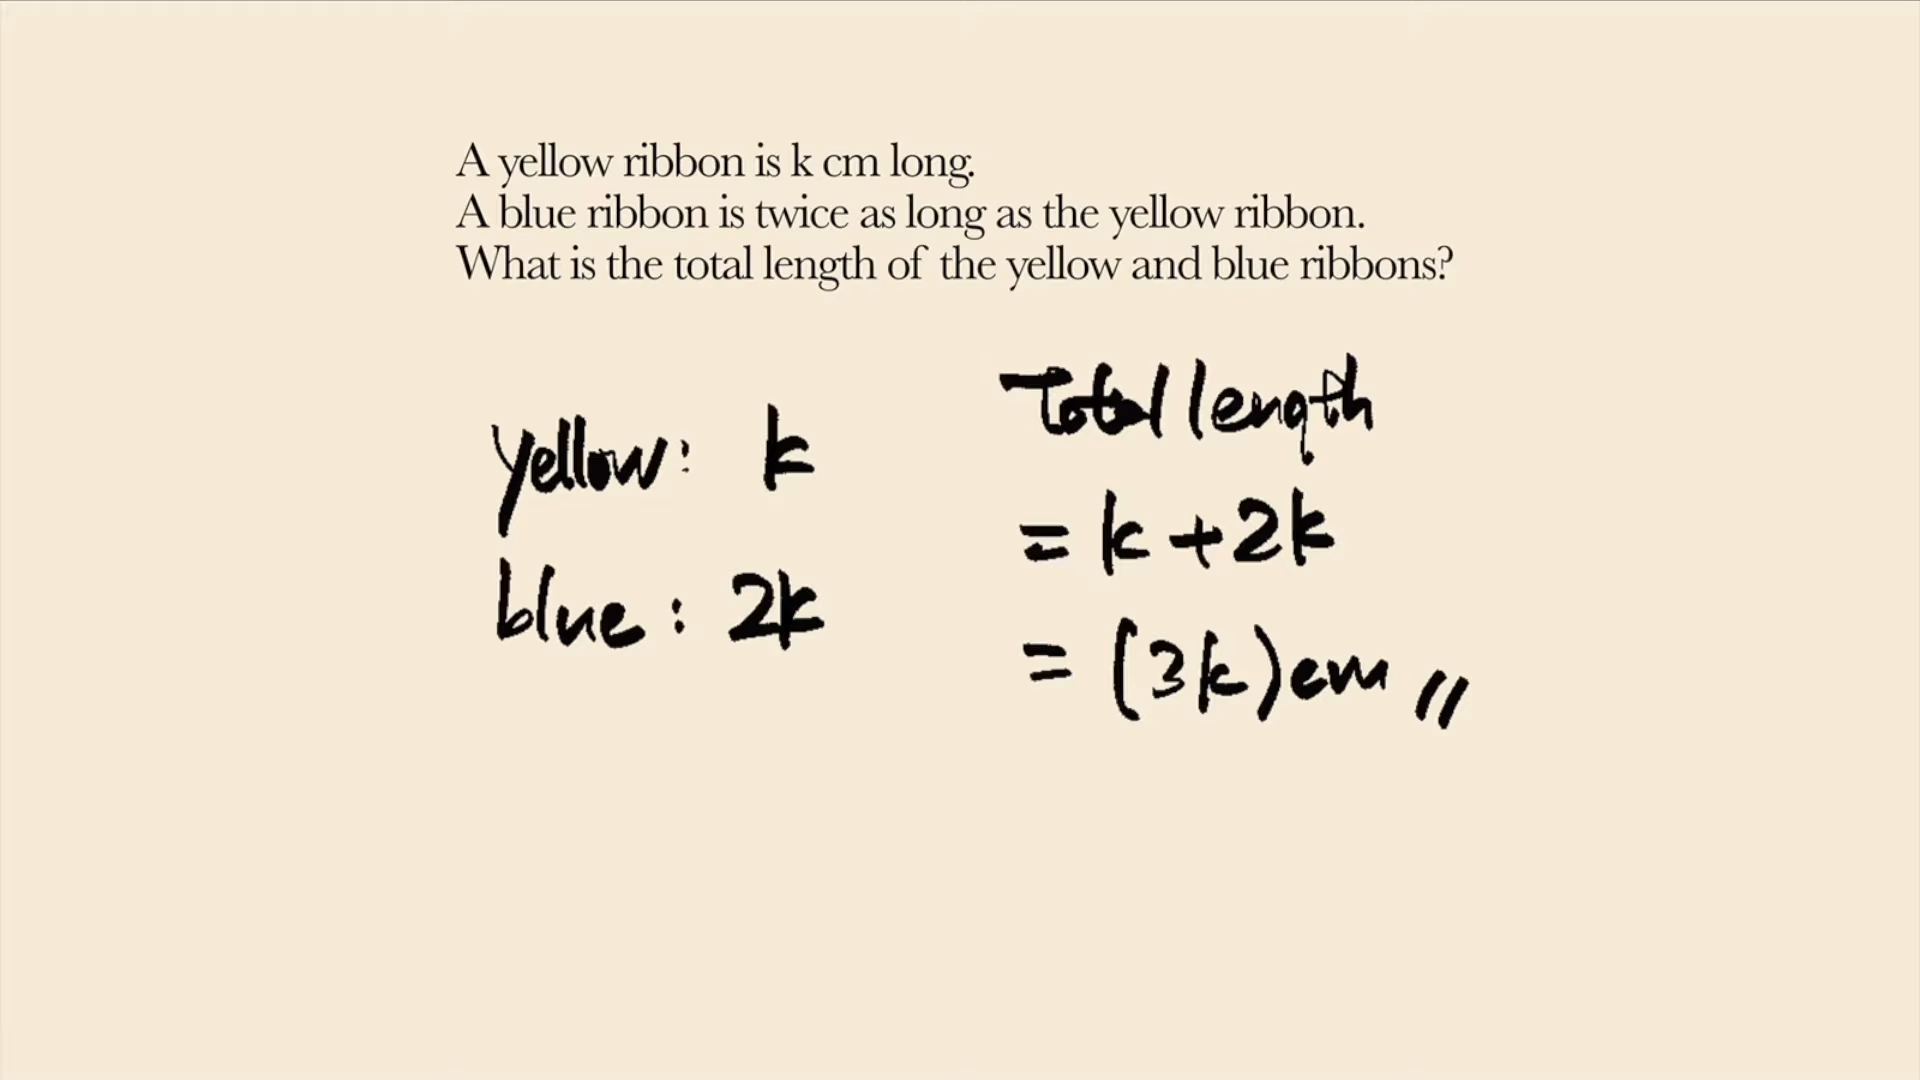 A yellow ribbon is k cm long.
A blue ribbon is twice as long as the yellow ribbon.
What is the total length of the yellow and blue ribbons?
yellow: k
blue: 2k
Total length
= k + 2k
= (3k) cm //